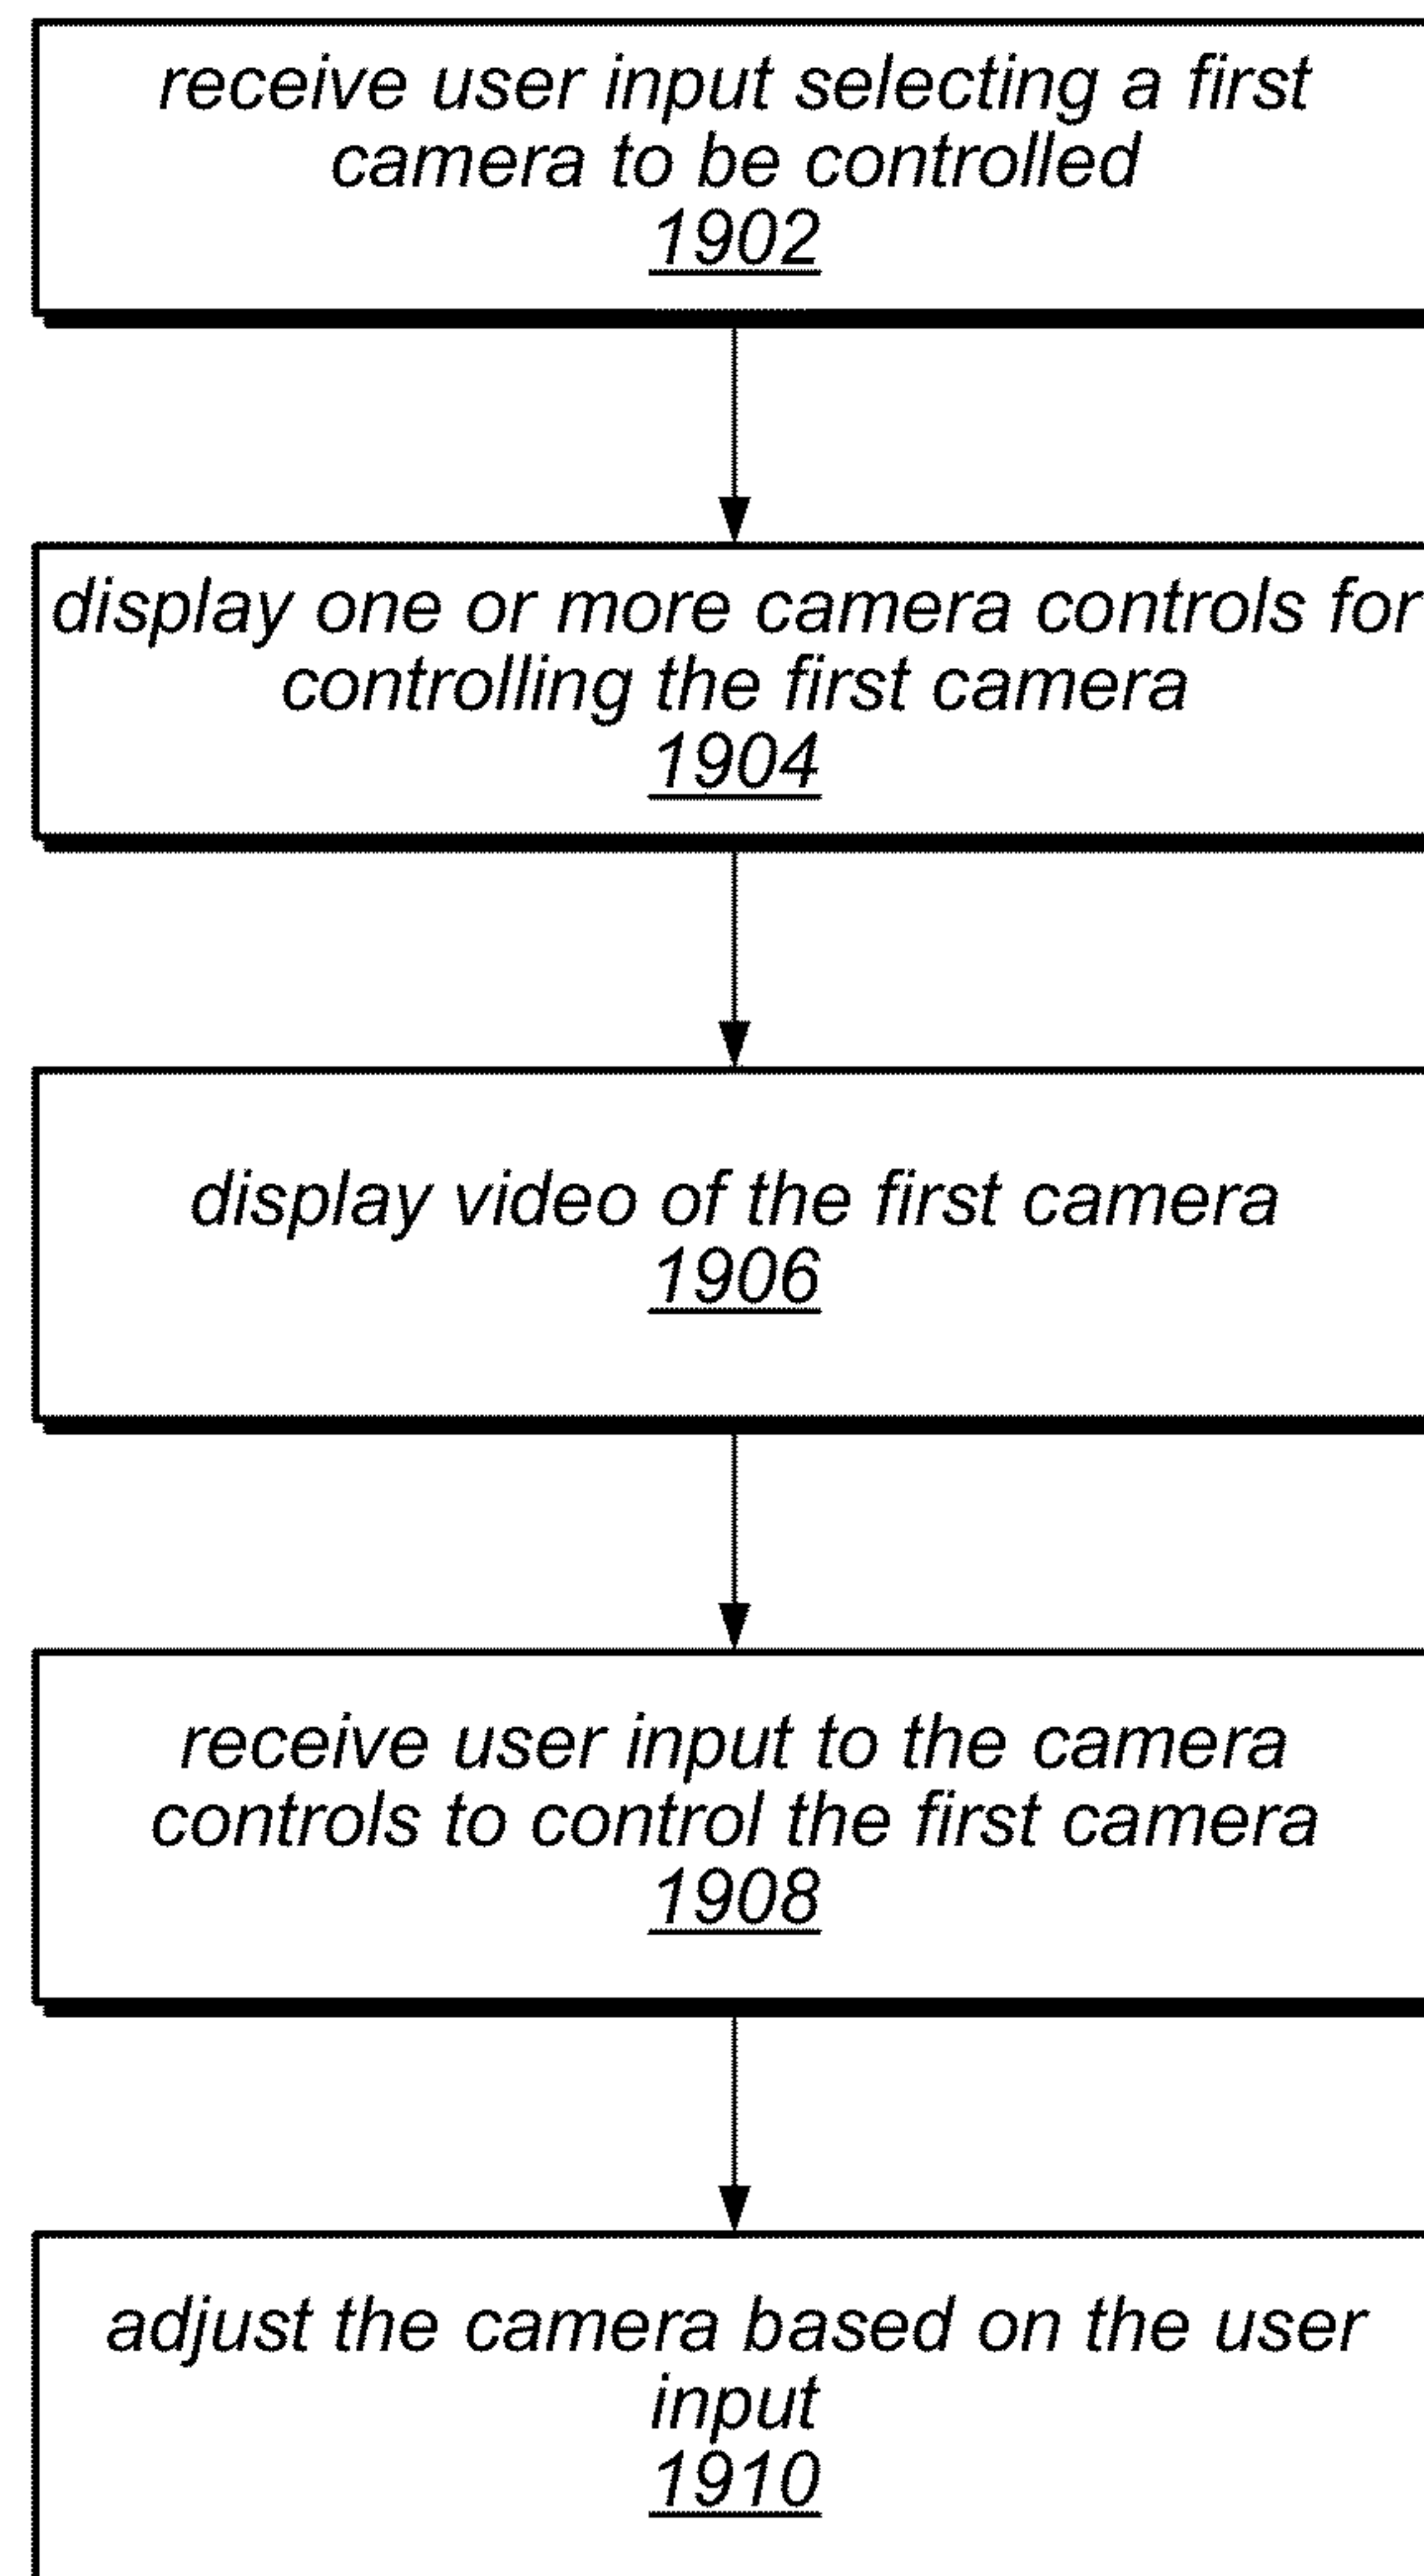 receive user input selecting a first
camera to be controlled
1902
display one or more camera controls for
controlling the first camera
1904
display video of the first camera
1906
receive user input to the camera
controls to control the first camera
1908
adjust the camera based on the user
input
1910